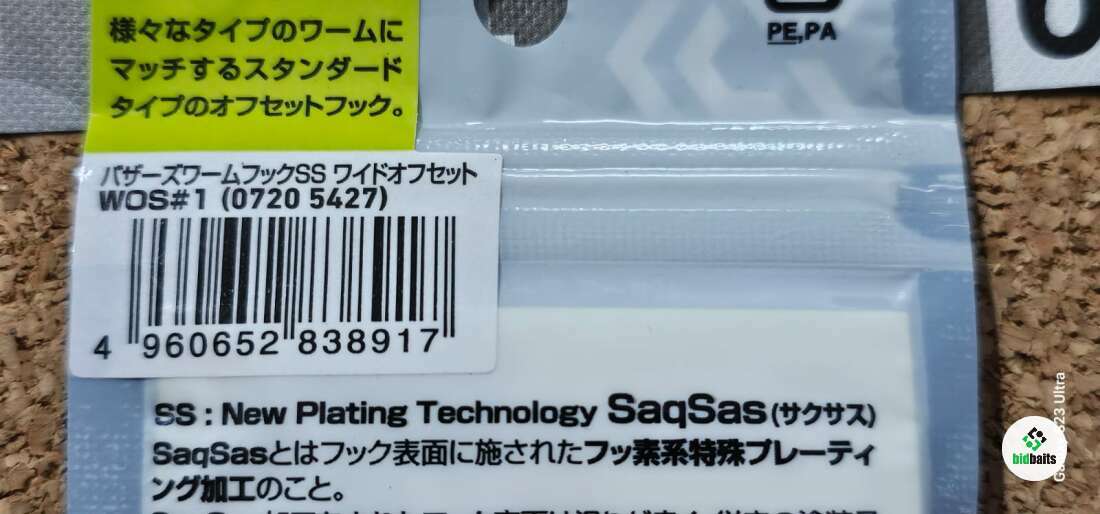 様々なタイプのワームに
マッチするスタンダード
タイプのオフセットフック。
PE,PA
バザーズワームフックSS ワイドオフセット
WOS#1 (0720 5427)
4 960652 838917
SS : New Plating Technology SaqSas(サクサス)
SaqSasとはフック表面に施されたフッ素系特殊プレーティ
ング加工のこと。
bidbaits